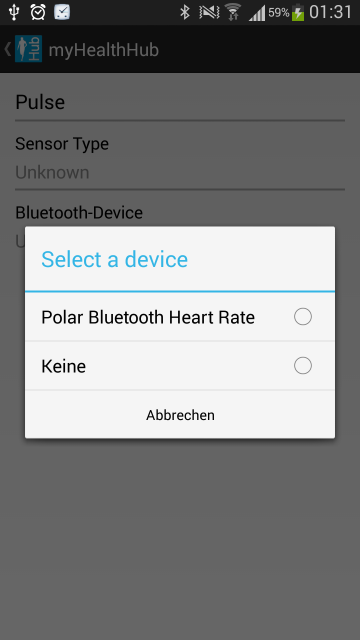 59% 01:31
Hub myHealthHub
Pulse
Sensor Type
Unknown
Bluetooth-Device
U
Select a device
Polar Bluetooth Heart Rate
Keine
Abbrechen